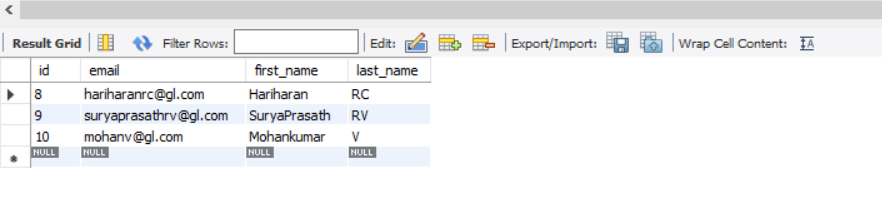 Result Grid Filter Rows: Edit: Export/Import: Wrap Cell Content: IA
id email first_name last_name
8 hariharanrc@gl.com Hariharan RC
9 suryaprasathrv@gl.com SuryaPrasath RV
10 mohanv@gl.com Mohankumar V
NULL NULL NULL NULL